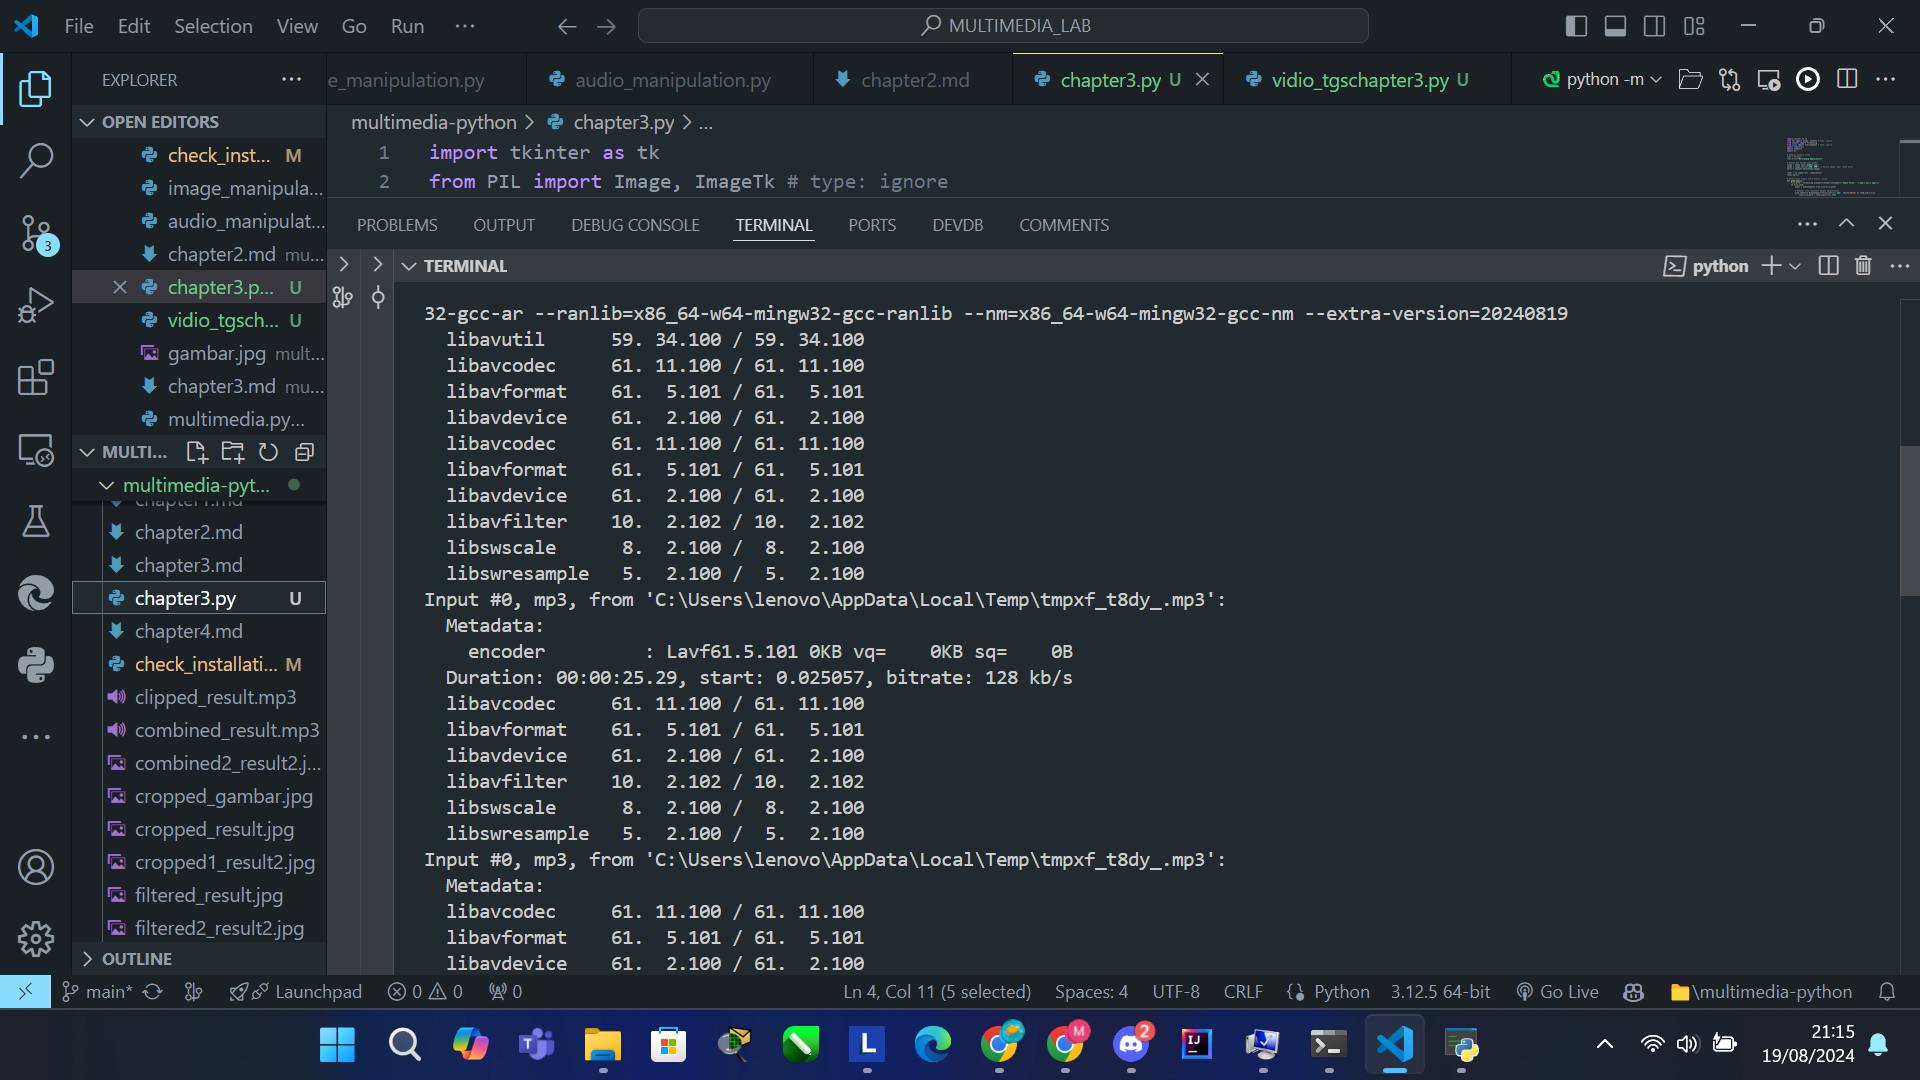 File Edit Selection View Go Run ... MULTIMEDIA_LAB
EXPLORER ...
e_manipulation.py audio_manipulation.py chapter2.md chapter3.py U vidio_tgschapter3.py U python -m
OPEN EDITORS
check_inst... M
image_manipula...
audio_manipulat...
chapter2.md mu...
chapter3.p... U
vidio_tgsch... U
gambar.jpg mult...
chapter3.md mu...
multimedia.py...
MULTI...
multimedia-pyt...
chapter1.md
chapter2.md
chapter3.md
chapter3.py U
chapter4.md
check_installati... M
clipped_result.mp3
combined_result.mp3
combined2_result2.j...
cropped_gambar.jpg
cropped_result.jpg
cropped1_result2.jpg
filtered_result.jpg
filtered2_result2.jpg
OUTLINE
3
multimedia-python > chapter3.py > ...
1 import tkinter as tk
2 from PIL import Image, ImageTk # type: ignore
PROBLEMS OUTPUT DEBUG CONSOLE TERMINAL PORTS DEVDB COMMENTS
TERMINAL python
32-gcc-ar --ranlib=x86_64-w64-mingw32-gcc-ranlib --nm=x86_64-w64-mingw32-gcc-nm --extra-version=20240819
libavutil 59. 34.100 / 59. 34.100
libavcodec 61. 11.100 / 61. 11.100
libavformat 61. 5.101 / 61. 5.101
libavdevice 61. 2.100 / 61. 2.100
libavcodec 61. 11.100 / 61. 11.100
libavformat 61. 5.101 / 61. 5.101
libavdevice 61. 2.100 / 61. 2.100
libavfilter 10. 2.102 / 10. 2.102
libswscale 8. 2.100 / 8. 2.100
libswresample 5. 2.100 / 5. 2.100
Input #0, mp3, from 'C:\Users\lenovo\AppData\Local\Temp\tmpxf_t8dy_.mp3':
Metadata:
encoder : Lavf61.5.101 0KB vq= 0KB sq= 0B
Duration: 00:00:25.29, start: 0.025057, bitrate: 128 kb/s
libavcodec 61. 11.100 / 61. 11.100
libavformat 61. 5.101 / 61. 5.101
libavdevice 61. 2.100 / 61. 2.100
libavfilter 10. 2.102 / 10. 2.102
libswscale 8. 2.100 / 8. 2.100
libswresample 5. 2.100 / 5. 2.100
Input #0, mp3, from 'C:\Users\lenovo\AppData\Local\Temp\tmpxf_t8dy_.mp3':
Metadata:
libavcodec 61. 11.100 / 61. 11.100
libavformat 61. 5.101 / 61. 5.101
libavdevice 61. 2.100 / 61. 2.100
main* Launchpad 0 0 0 Ln 4, Col 11 (5 selected) Spaces: 4 UTF-8 CRLF Python 3.12.5 64-bit Go Live \multimedia-python
L M 2 IJ
21:15
19/08/2024